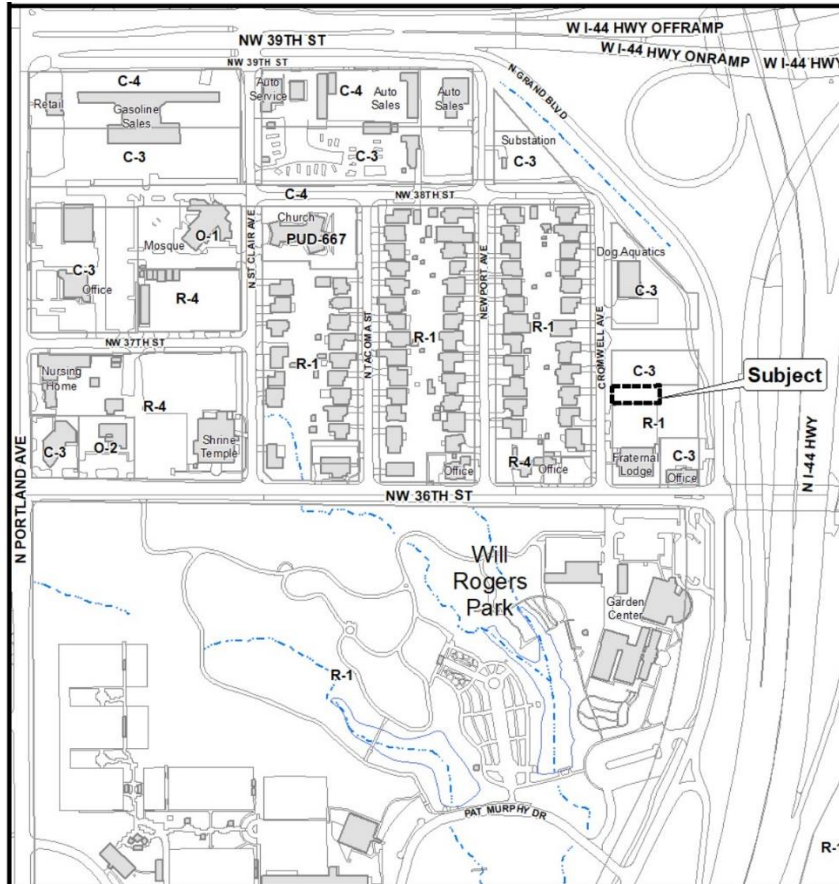 W I-44 HWY OFFRAMP
NW 39TH ST
W I-44 HWY ONRAMP
W I-44 HWY
NW 39TH ST
N GRAND BLVD
C-4
Auto
Service
C-4
Auto
Sales
Auto
Sales
Retail
Gasoline
Sales
Substation
C-3
C-3
C-3
C-4
NW 38TH ST
Church
PUD-667
O-1
Mosque
N ST CLAIR AVE
N TACOMA ST
NEWPORT AVE
CROMWELL AVE
Dog Aquatics
C-3
C-3
Office
R-4
R-1
R-1
R-1
NW 37TH ST
C-3
Subject
Nursing
Home
R-4
R-1
C-3
O-2
Shrine
Temple
Office
R-4
Office
Fraternal
Lodge
C-3
Office
N PORTLAND AVE
NW 36TH ST
N I-44 HWY
Will
Rogers
Park
Garden
Center
R-1
PAT MURPHY DR